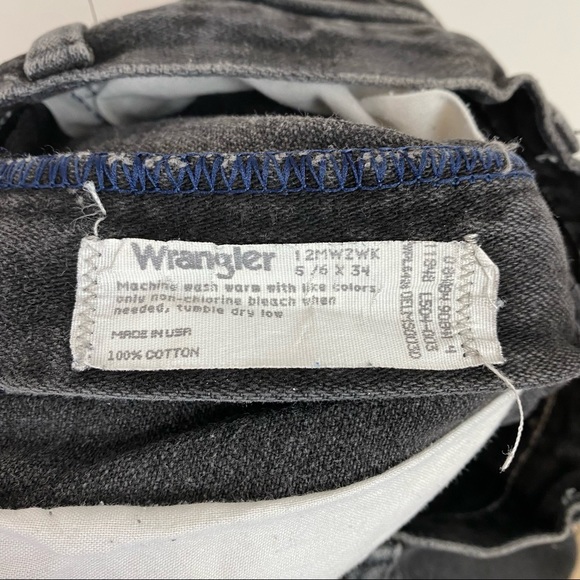 Wrangler
12MWZWK
5/6 X 34
Machine wash warm with like colors,
only non-chlorine bleach when
needed, tumble dry low
MADE IN USA
100% COTTON